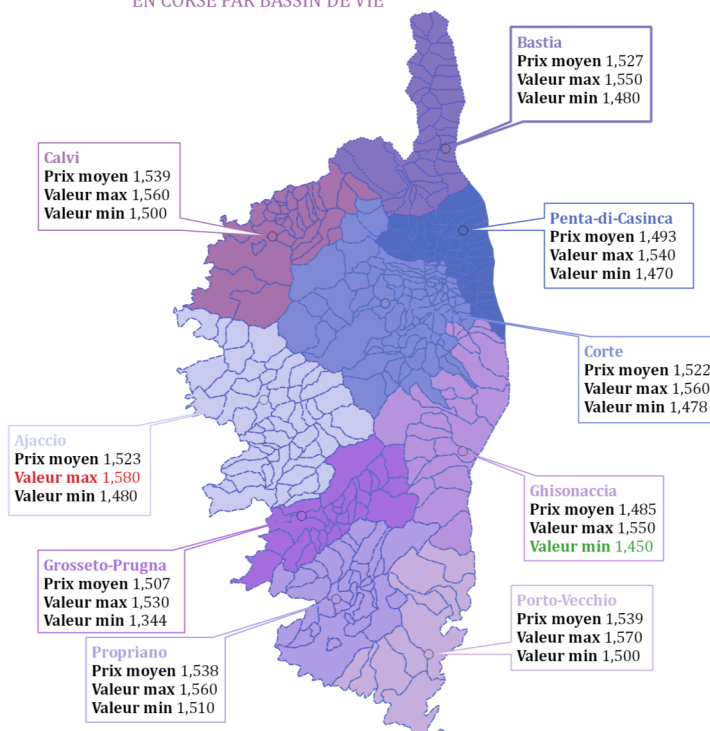 EN CORSE PAR BASSIN DE VIE
Bastia
Prix moyen 1,527
Valeur max 1,550
Valeur min 1,480
Calvi
Prix moyen 1,539
Valeur max 1,560
Valeur min 1,500
Penta-di-Casinca
Prix moyen 1,493
Valeur max 1,540
Valeur min 1,470
Corte
Prix moyen 1,522
Valeur max 1,560
Valeur min 1,478
Ajaccio
Prix moyen 1,523
Valeur max 1,580
Valeur min 1,480
Ghisonaccia
Prix moyen 1,485
Valeur max 1,550
Valeur min 1,450
Grosseto-Prugna
Prix moyen 1,507
Valeur max 1,530
Valeur min 1,344
Porto-Vecchio
Prix moyen 1,539
Valeur max 1,570
Valeur min 1,500
Propriano
Prix moyen 1,538
Valeur max 1,560
Valeur min 1,510